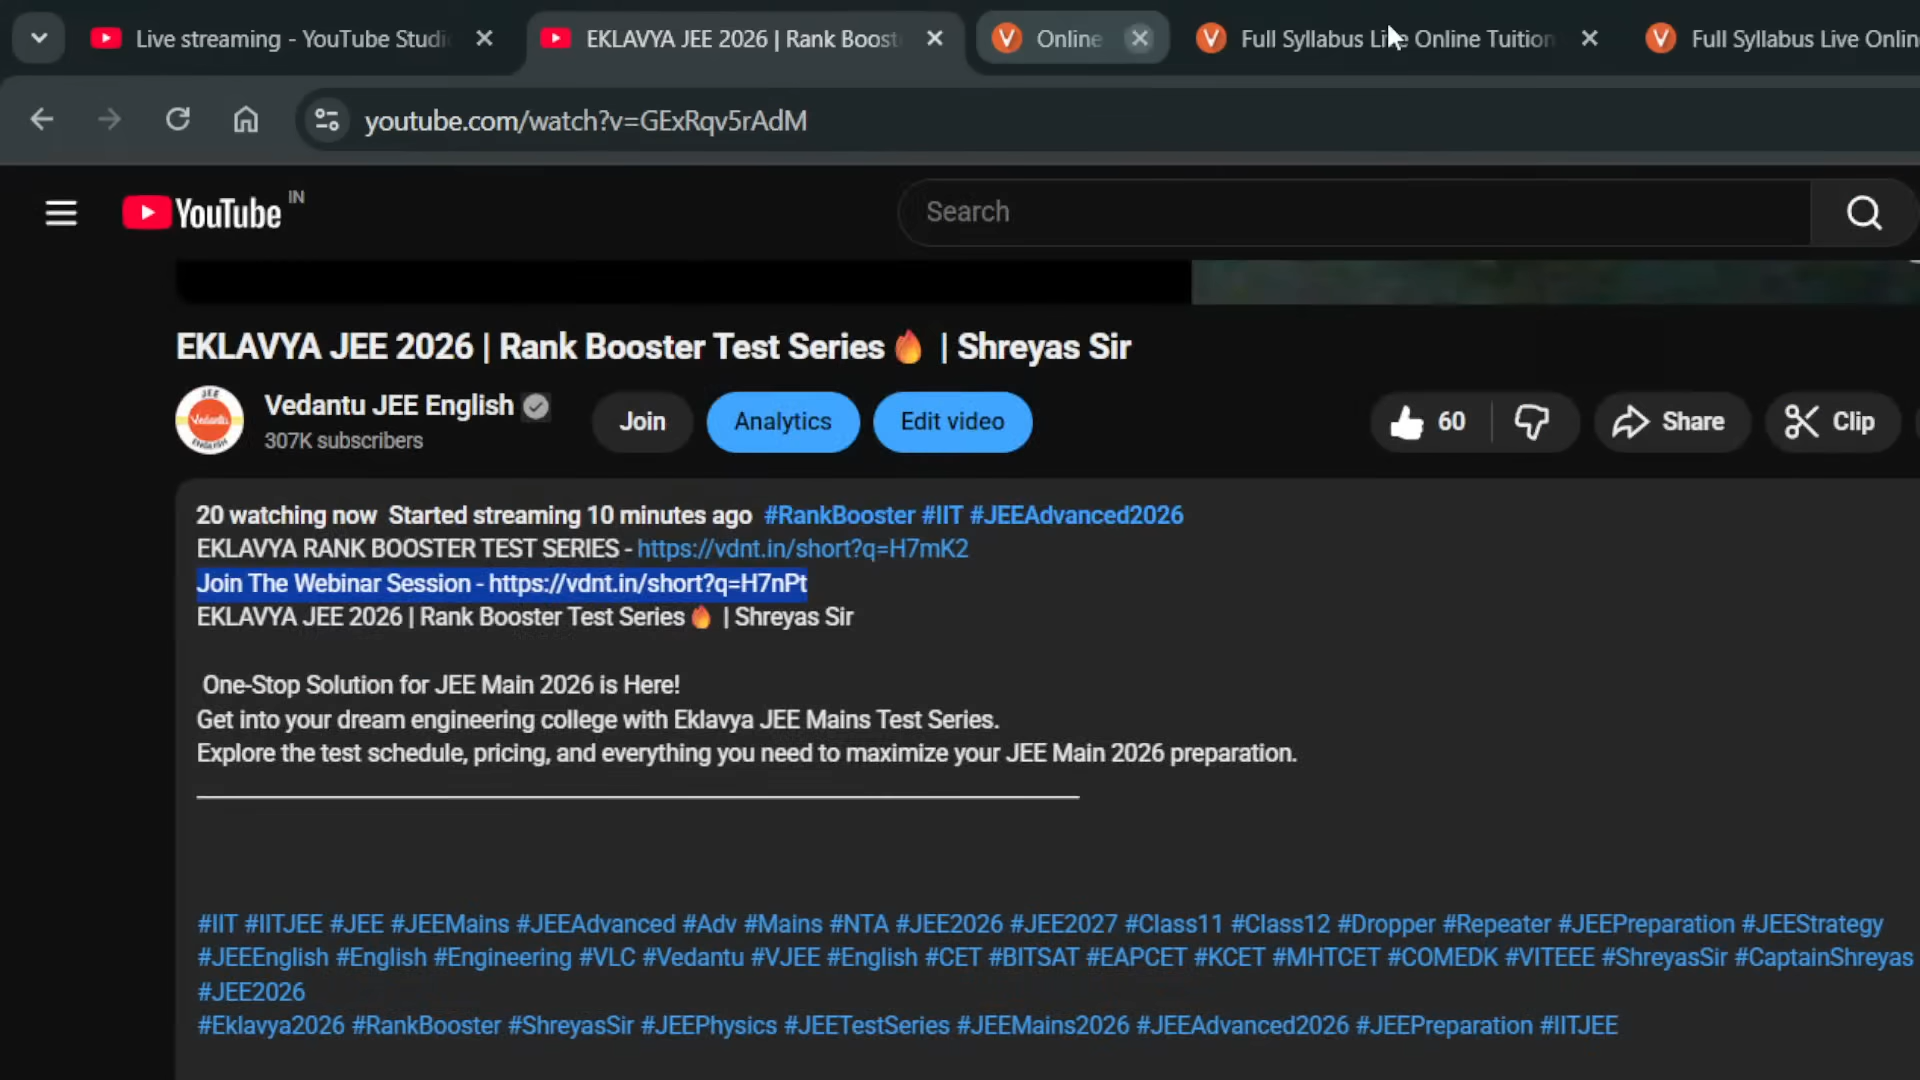 Live streaming - YouTube Studi
EKLAVYA JEE 2026 | Rank Boost
Online
Full Syllabus Live Online Tuition
Full Syllabus Live Onlin
youtube.com/watch?v=GExRqv5rAdM
YouTube IN
Search
EKLAVYA JEE 2026 | Rank Booster Test Series🔥 | Shreyas Sir
JEE
Vedantu
ENGLISH
Vedantu JEE English
307K subscribers
Join
Analytics
Edit video
60
Share
Clip
20 watching now Started streaming 10 minutes ago #RankBooster #IIT #JEEAdvanced2026
EKLAVYA RANK BOOSTER TEST SERIES - https://vdnt.in/short?q=H7mK2
Join The Webinar Session - https://vdnt.in/short?q=H7nPt
EKLAVYA JEE 2026 | Rank Booster Test Series🔥 | Shreyas Sir
One-Stop Solution for JEE Main 2026 is Here!
Get into your dream engineering college with Eklavya JEE Mains Test Series.
Explore the test schedule, pricing, and everything you need to maximize your JEE Main 2026 preparation.
#IIT #IITJEE #JEE #JEEMains #JEEAdvanced #Adv #Mains #NTA #JEE2026 #JEE2027 #Class11 #Class12 #Dropper #Repeater #JEEPreparation #JEEStrategy
#JEEEnglish #English #Engineering #VLC #Vedantu #VJEE #English #CET #BITSAT #EAPCET #KCET #MHTCET #COMEDK #VITEEE #ShreyasSir #CaptainShreyas
#JEE2026
#Eklavya2026 #RankBooster #ShreyasSir #JEEPhysics #JEETestSeries #JEEMains2026 #JEEAdvanced2026 #JEEPreparation #IITJEE